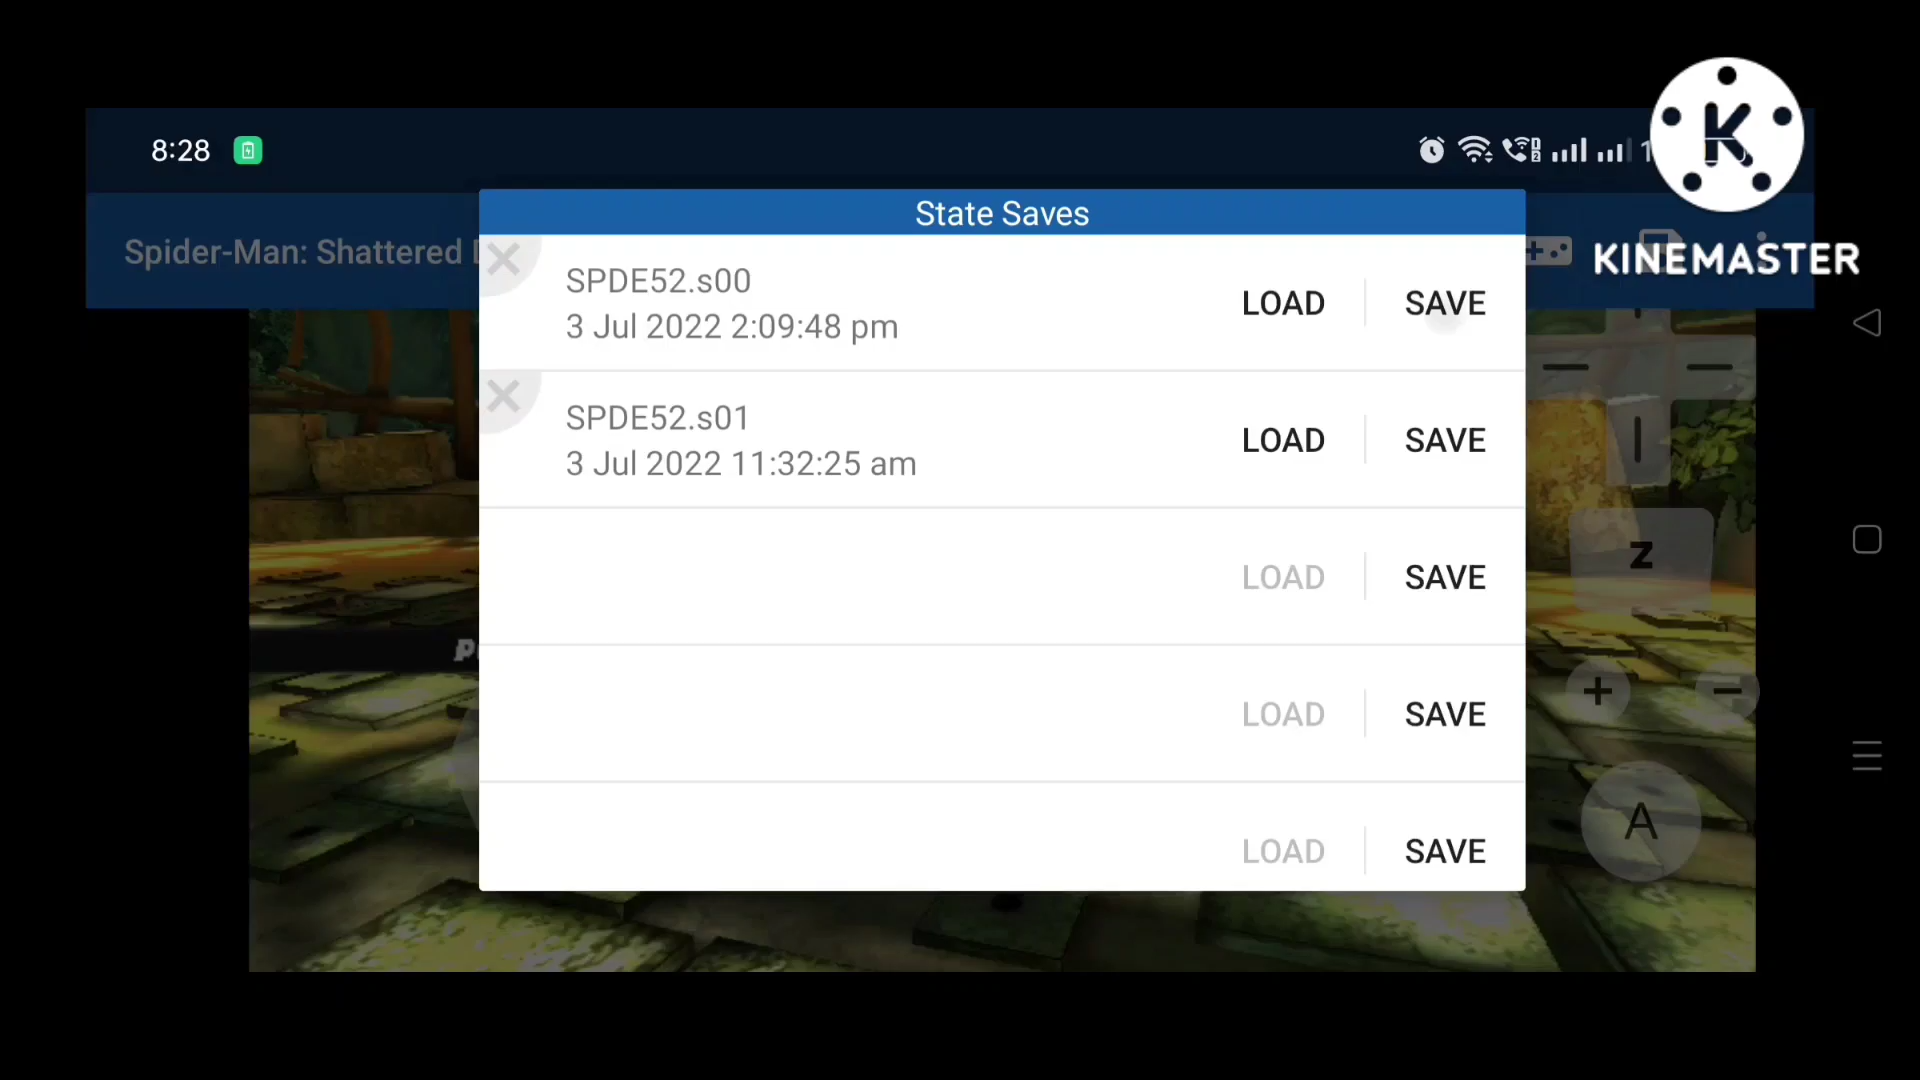 8:28
State Saves
Spider-Man: Shattered
KINEMASTER
SPDE52.s00
3 Jul 2022 2:09:48 pm
LOAD
SAVE
SPDE52.s01
3 Jul 2022 11:32:25 am
LOAD
SAVE
LOAD
SAVE
Z
LOAD
SAVE
A
LOAD
SAVE